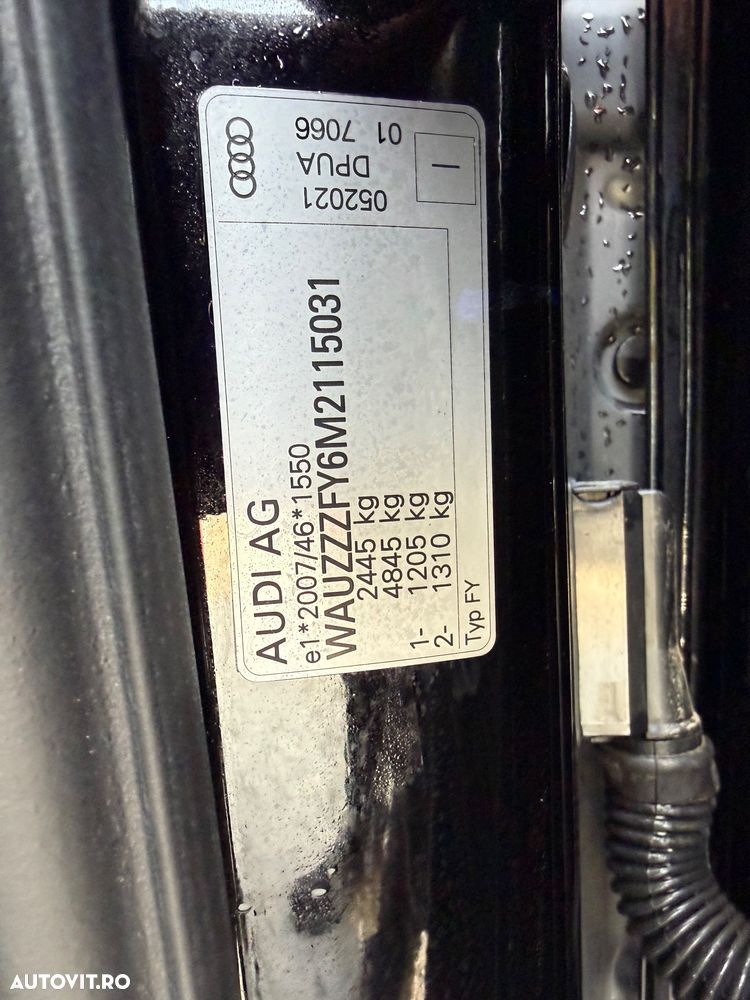 AUDI AG
e1*2007/46*1550
WAUZZZFY6M2115031
2445 kg
4845 kg
1- 1205 kg
2- 1310 kg
Typ FY
052021
DPUA
01 7066
AUTOVIT.RO